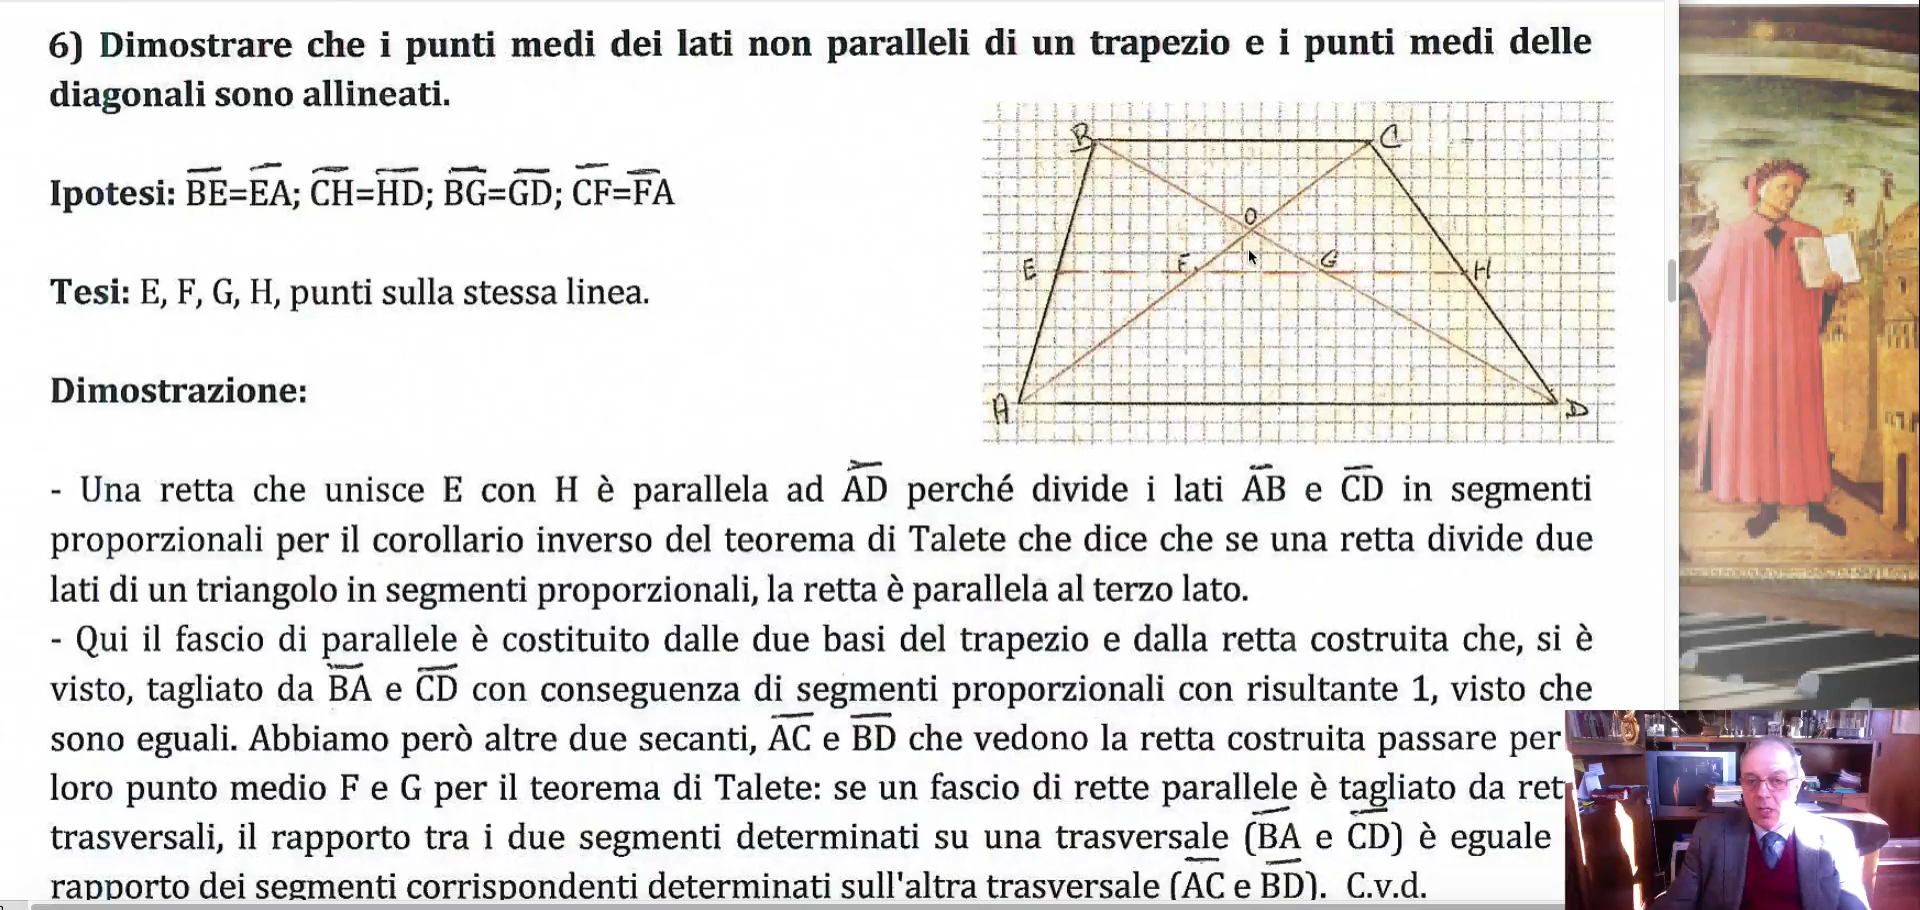 6) Dimostrare che i punti medi dei lati non paralleli di un trapezio e i punti medi delle
diagonali sono allineati.
Ipotesi: BE=EA; CH=HD; BG=GD; CF=FA
Tesi: E, F, G, H, punti sulla stessa linea.
Dimostrazione:
B C
O
E F G H
A D
- Una retta che unisce E con H è parallela ad AD perché divide i lati AB e CD in segmenti
proporzionali per il corollario inverso del teorema di Talete che dice che se una retta divide due
lati di un triangolo in segmenti proporzionali, la retta è parallela al terzo lato.
- Qui il fascio di parallele è costituito dalle due basi del trapezio e dalla retta costruita che, si è
visto, tagliato da BA e CD con conseguenza di segmenti proporzionali con risultante 1, visto che
sono eguali. Abbiamo però altre due secanti, AC e BD che vedono la retta costruita passare per
loro punto medio F e G per il teorema di Talete: se un fascio di rette parallele è tagliato da ret
trasversali, il rapporto tra i due segmenti determinati su una trasversale (BA e CD) è eguale
rapporto dei segmenti corrispondenti determinati sull'altra trasversale (AC e BD). C.v.d.